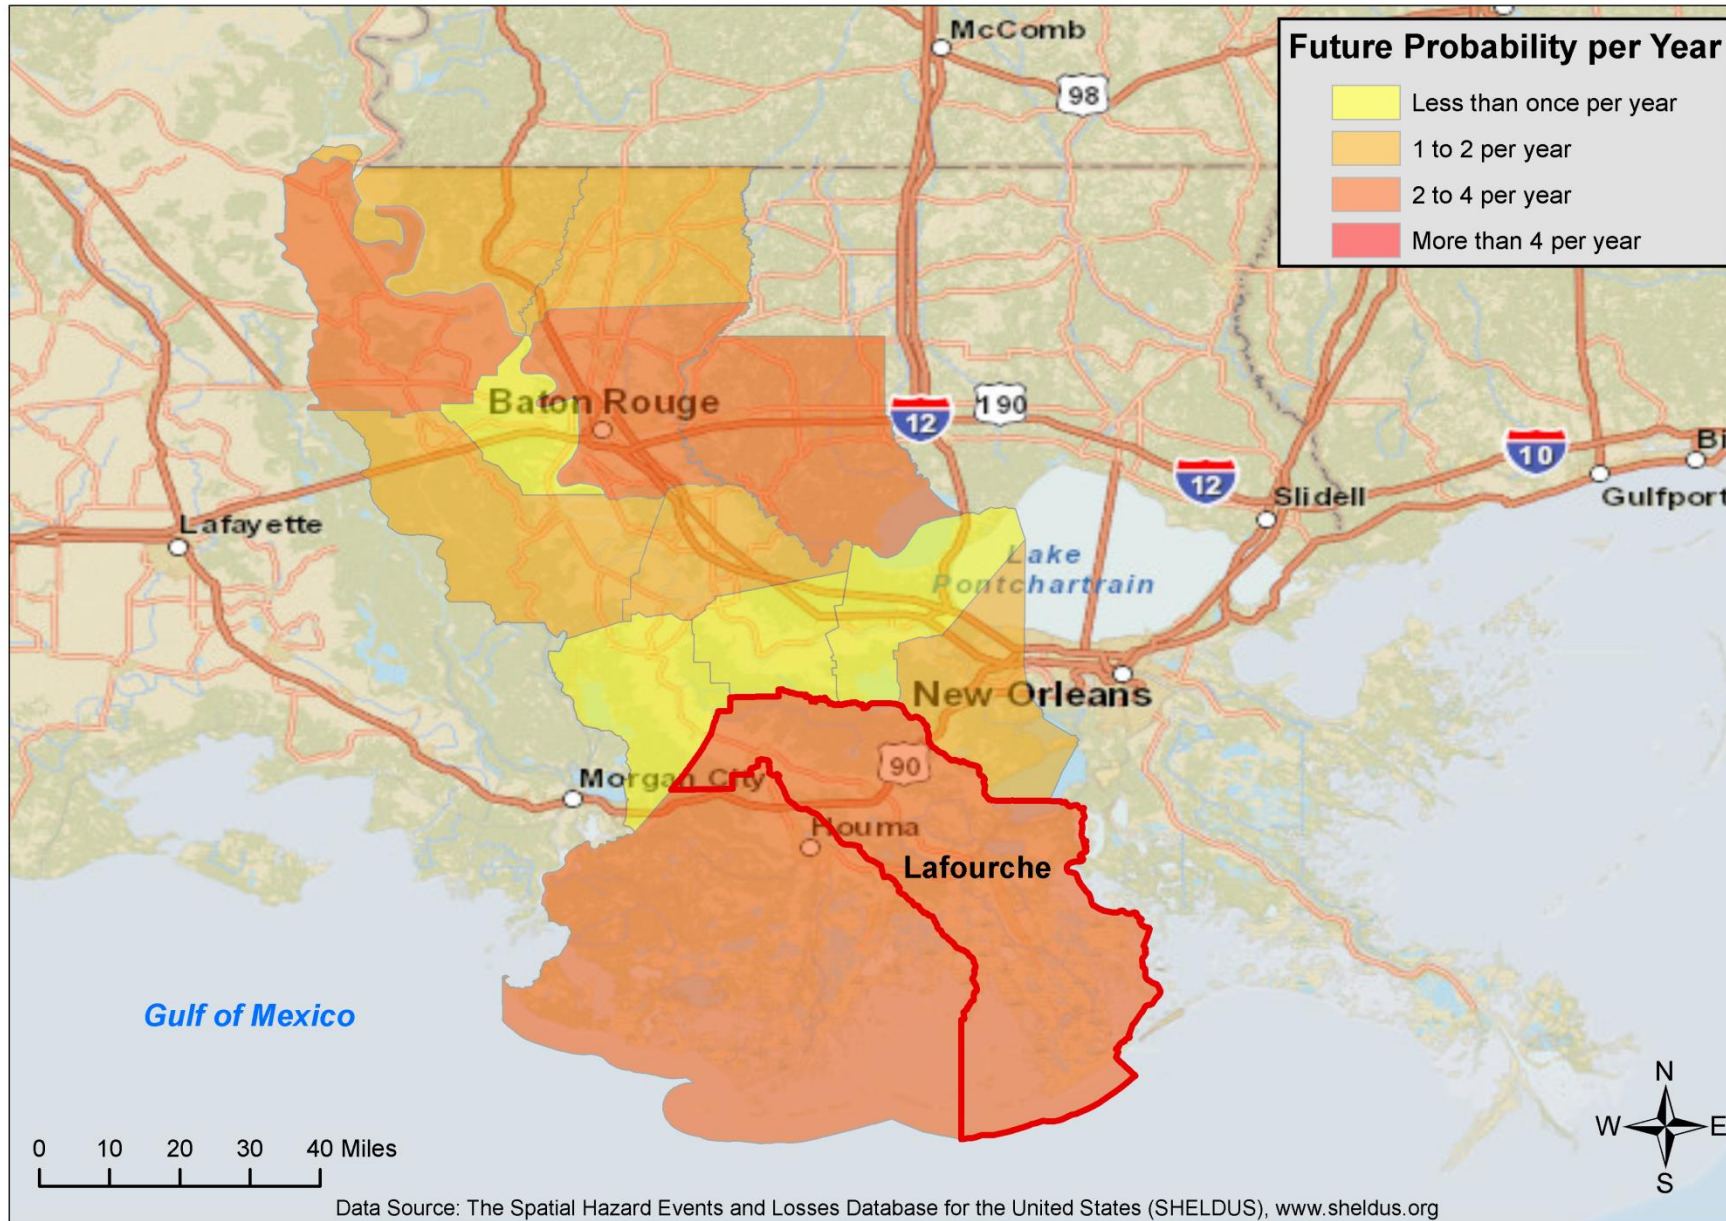 McComb
98
Future Probability per Year
Less than once per year
1 to 2 per year
2 to 4 per year
More than 4 per year
Baton Rouge
12
190
12
10
Bi
Slidell
Gulfport
Lafayette
Lake
Pontchartrain
New Orleans
Morgan City
90
Houma
Lafourche
Gulf of Mexico
N
W
E
S
0 10 20 30 40 Miles
Data Source: The Spatial Hazard Events and Losses Database for the United States (SHELDUS), www.sheldus.org